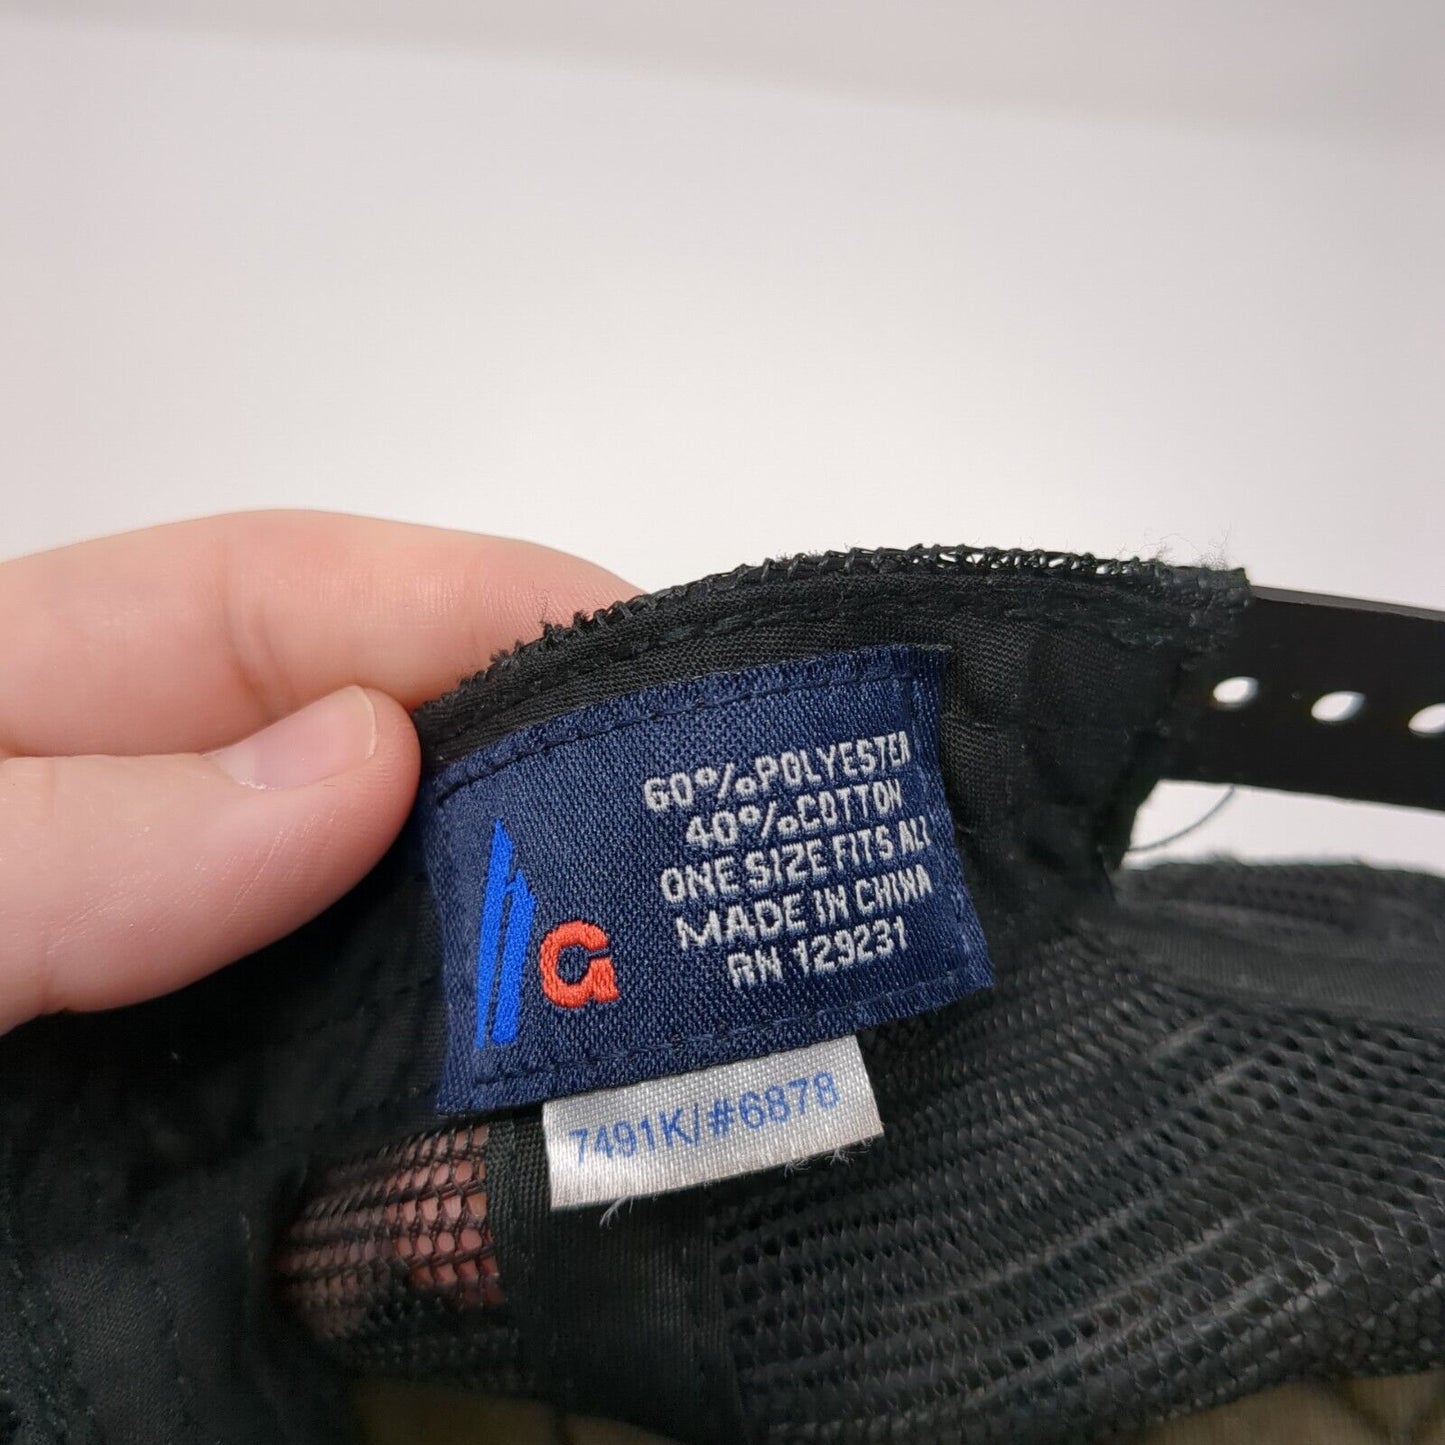 60%POLYESTER
40%COTTON
ONE SIZE FITS ALL
MADE IN CHINA
RN 129231
G
7491K/#6878